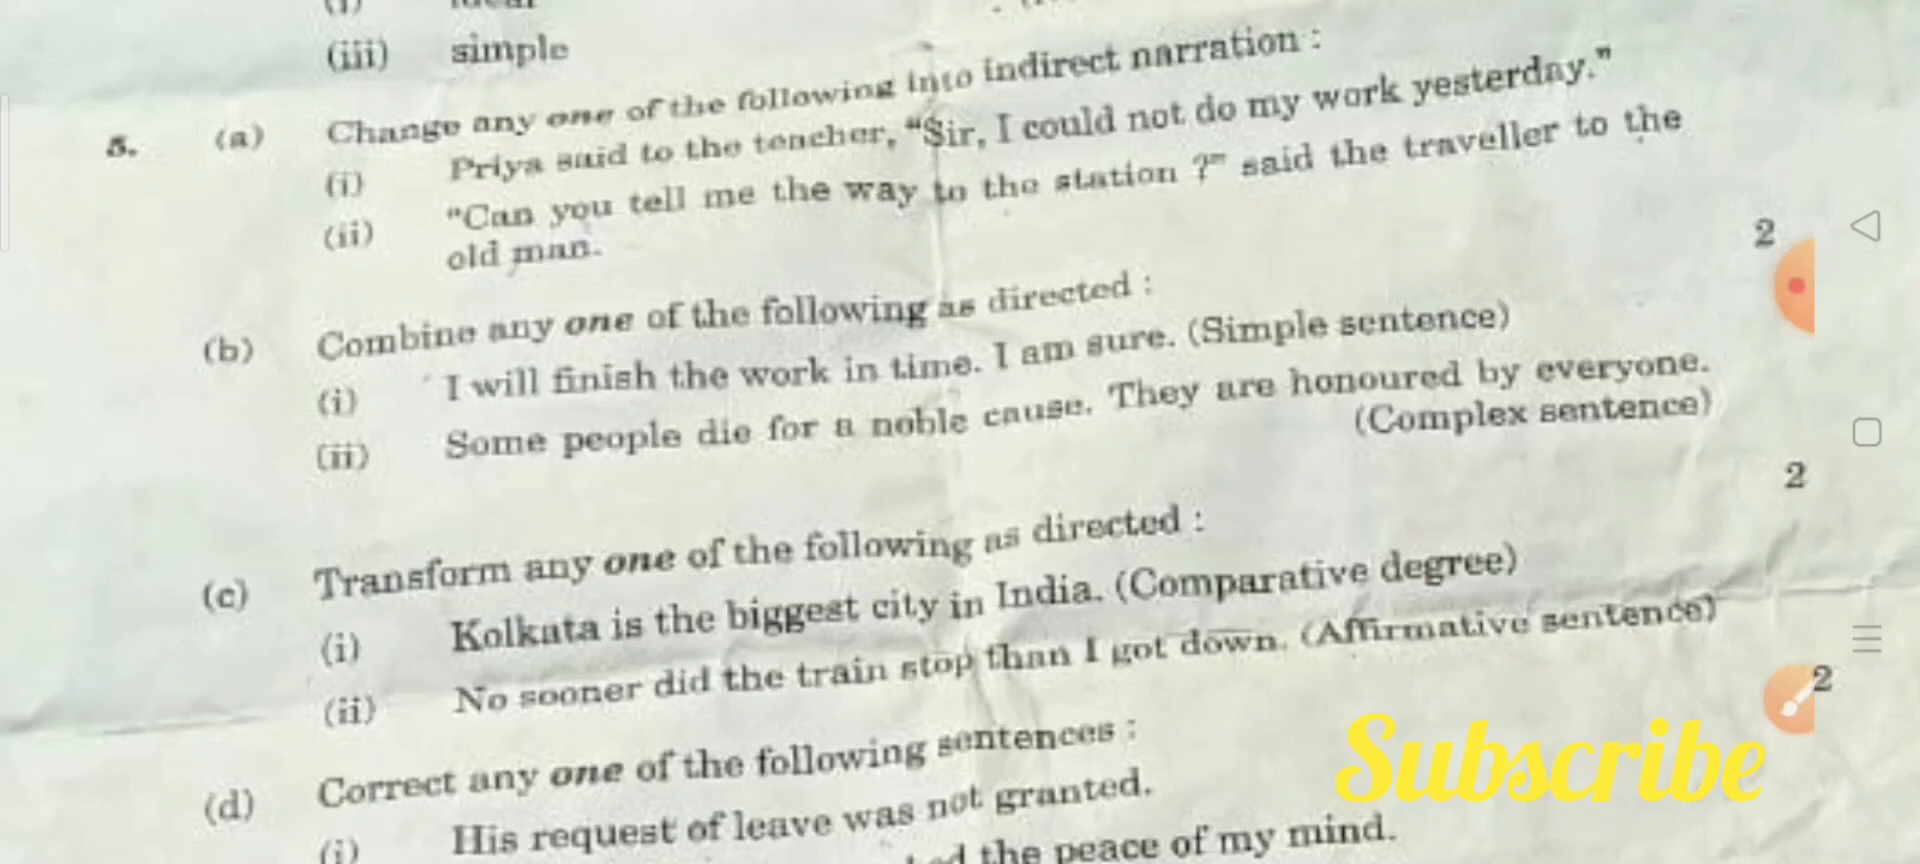 (iii) simple
5. (a) Change any one of the following into indirect narration :
(i) Priya said to the teacher, "Sir, I could not do my work yesterday."
(ii) "Can you tell me the way to the station ?" said the traveller to the
old man.
2
(b) Combine any one of the following as directed :
(i) I will finish the work in time. I am sure. (Simple sentence)
(ii) Some people die for a noble cause. They are honoured by everyone.
(Complex sentence)
2
(c) Transform any one of the following as directed :
(i) Kolkata is the biggest city in India. (Comparative degree)
(ii) No sooner did the train stop than I got down. (Affirmative sentence)
2
Subscribe
(d) Correct any one of the following sentences :
(i) His request of leave was not granted.
the peace of my mind.